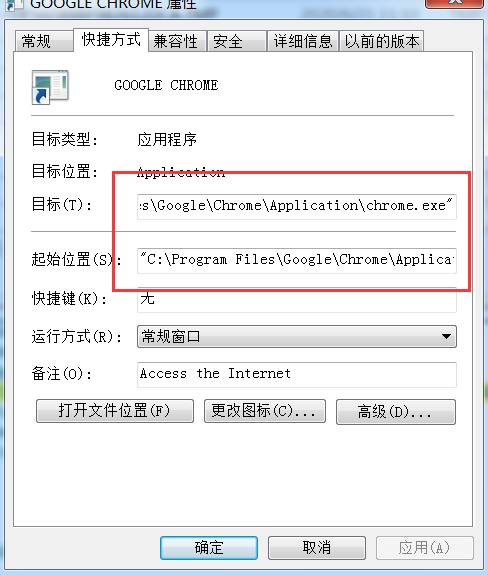 GOOGLE CHROME 属性
常规 快捷方式 兼容性 安全 详细信息 以前的版本
GOOGLE CHROME
目标类型: 应用程序
目标位置: Application
目标(T): s\Google\Chrome\Application\chrome.exe"
起始位置(S): "C:\Program Files\Google\Chrome\Applicat
快捷键(K): 无
运行方式(R): 常规窗口
备注(O): Access the Internet
打开文件位置(F) 更改图标(C)... 高级(D)...
确定 取消 应用(A)